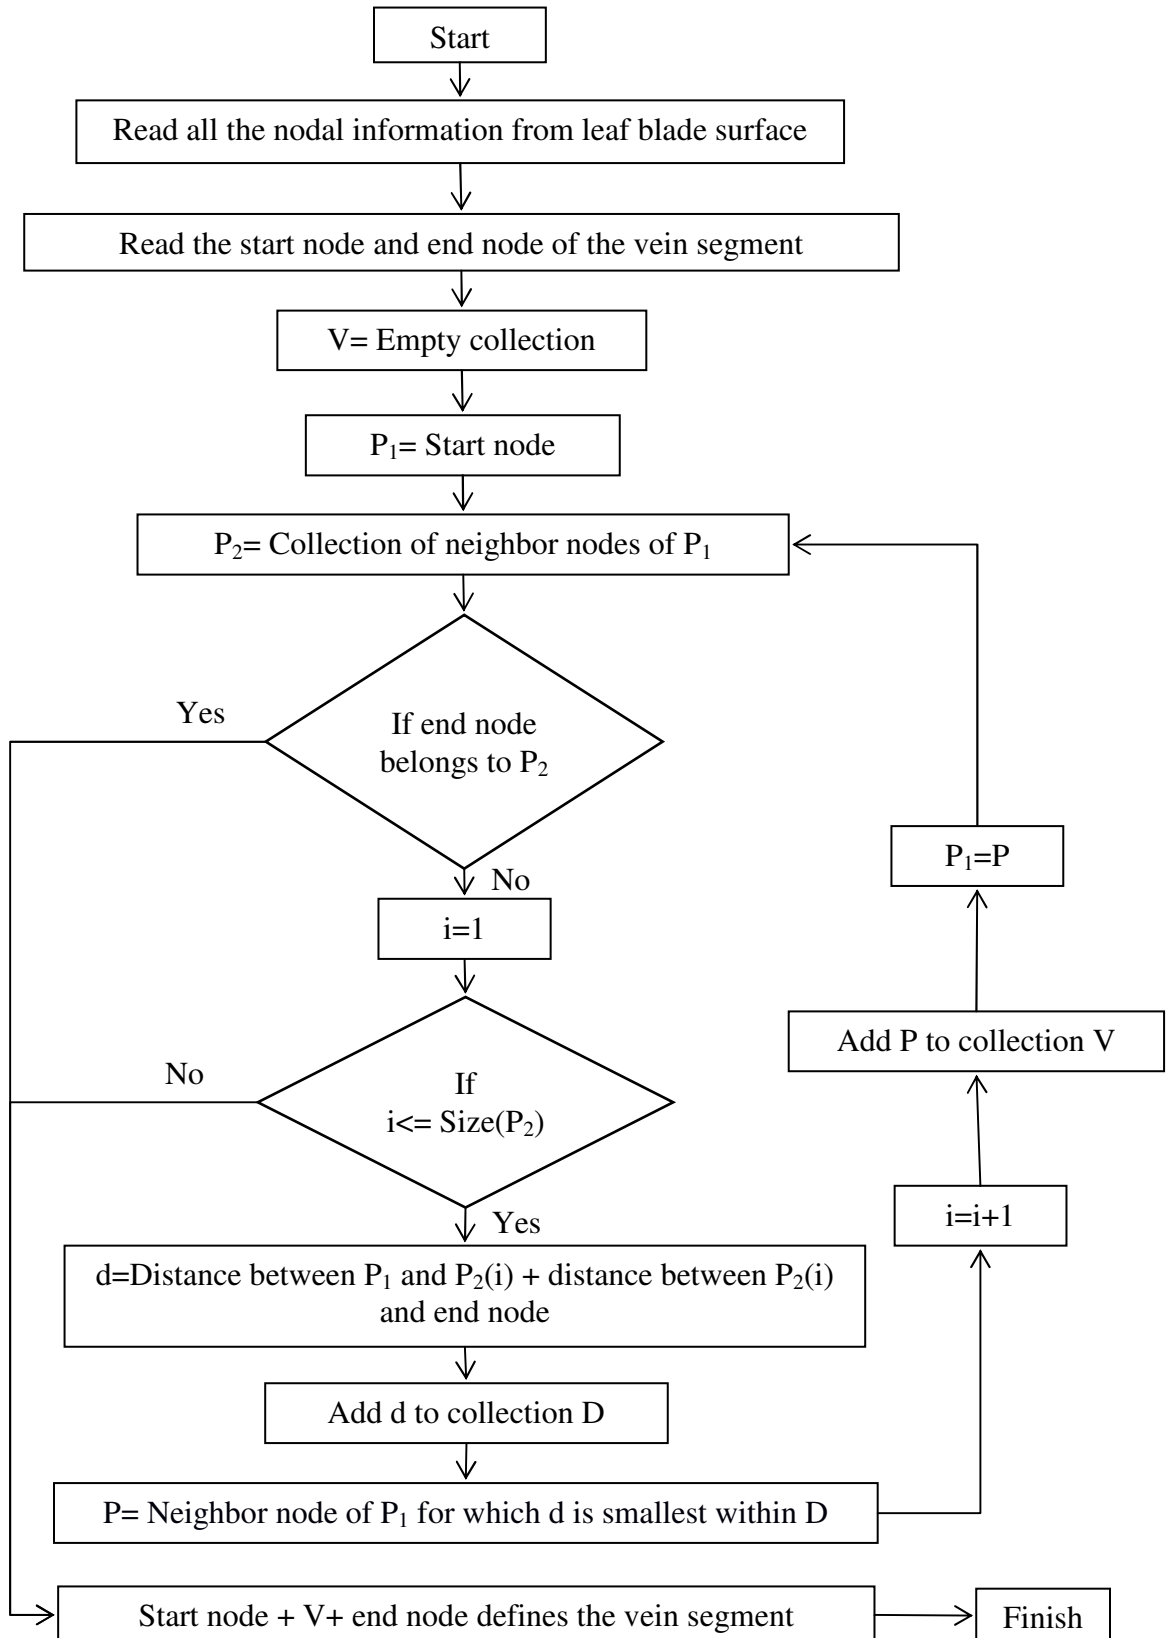 Start
Read all the nodal information from leaf blade surface
Read the start node and end node of the vein segment
V= Empty collection
P₁= Start node
P₂= Collection of neighbor nodes of P₁
Yes
If end node
belongs to P₂
No
i=1
P₁=P
No
If
i<= Size(P₂)
Add P to collection V
Yes
i=i+1
d=Distance between P₁ and P₂(i) + distance between P₂(i)
and end node
Add d to collection D
P= Neighbor node of P₁ for which d is smallest within D
Start node + V+ end node defines the vein segment
Finish